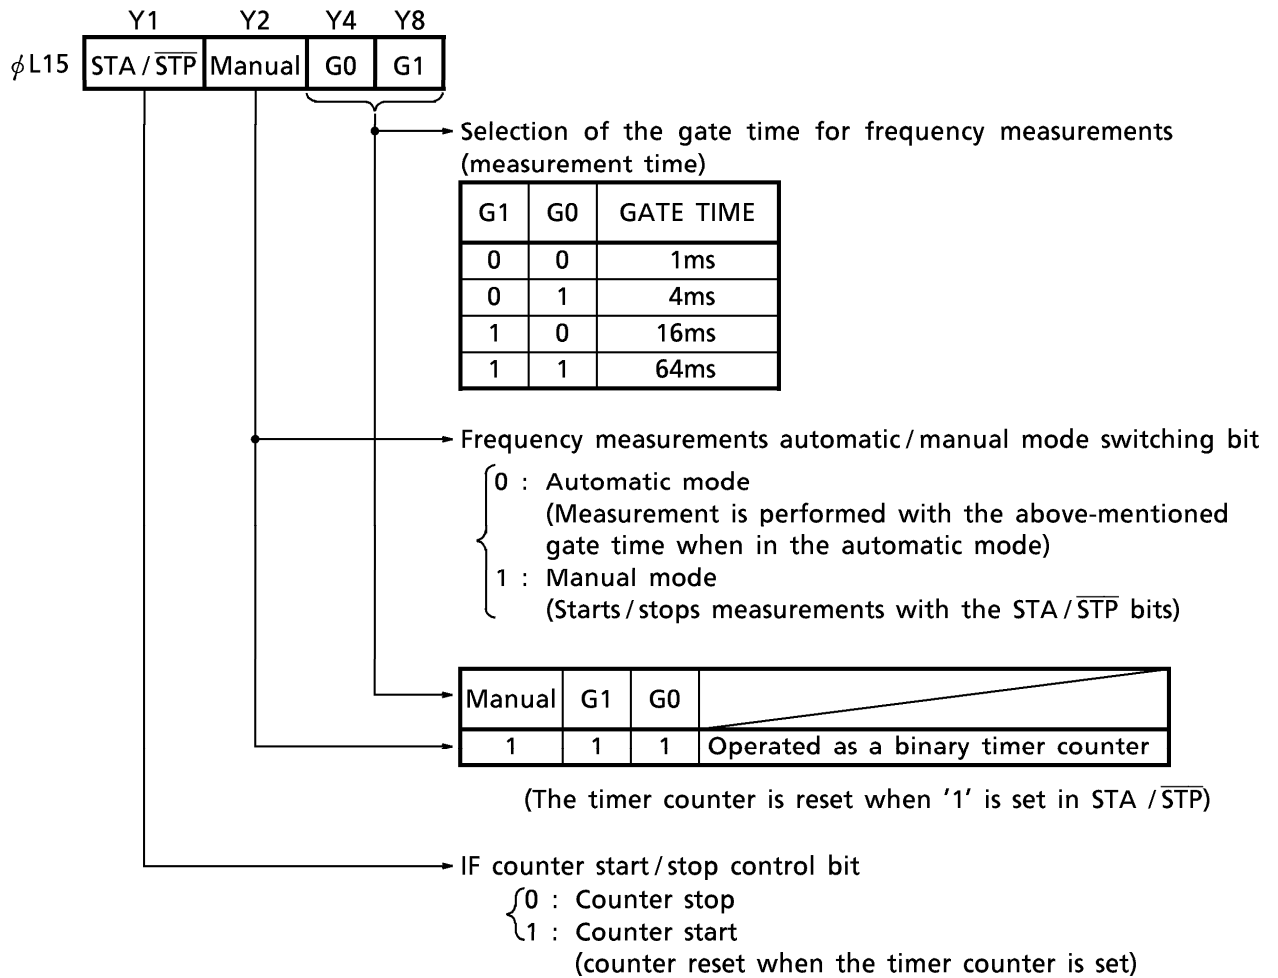 Y1 Y2 Y4 Y8
ϕL15 STA / S̅T̅P̅ Manual G0 G1
Selection of the gate time for frequency measurements
(measurement time)
G1 G0 GATE TIME
0 0 1ms
0 1 4ms
1 0 16ms
1 1 64ms
Frequency measurements automatic / manual mode switching bit
0 : Automatic mode
(Measurement is performed with the above-mentioned
gate time when in the automatic mode)
1 : Manual mode
(Starts / stops measurements with the STA / S̅T̅P̅ bits)
Manual G1 G0
1 1 1 Operated as a binary timer counter
(The timer counter is reset when '1' is set in STA / S̅T̅P̅)
IF counter start / stop control bit
0 : Counter stop
1 : Counter start
(counter reset when the timer counter is set)